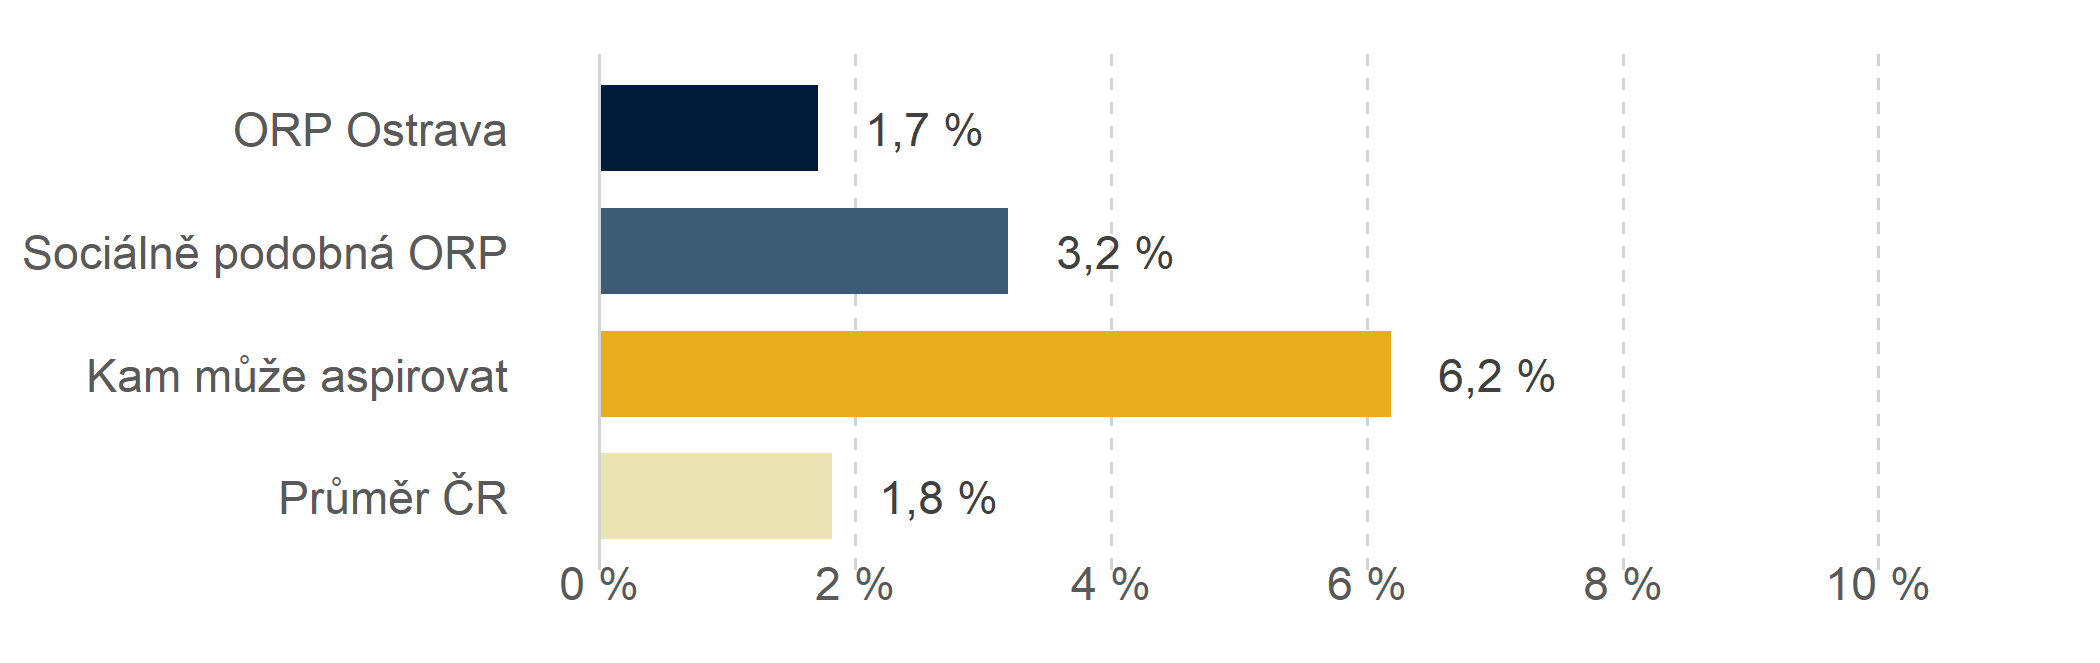 ORP Ostrava
1,7 %
Sociálně podobná ORP
3,2 %
Kam může aspirovat
6,2 %
Průměr ČR
1,8 %
0 % 2 % 4 % 6 % 8 % 10 %